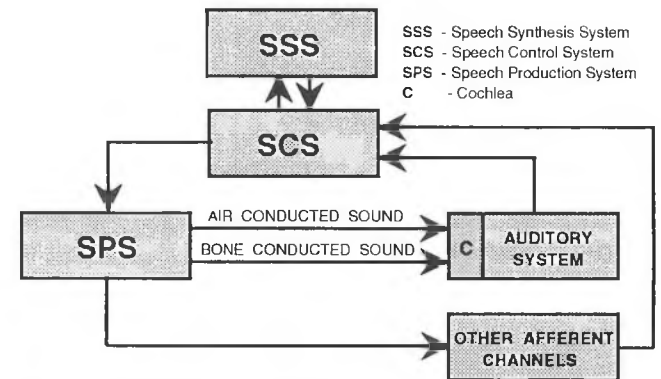 SSS
SSS - Speech Synthesis System
SCS - Speech Control System
SPS - Speech Production System
C - Cochlea
SCS
AIR CONDUCTED SOUND
SPS
BONE CONDUCTED SOUND
C
AUDITORY
SYSTEM
OTHER AFFERENT
CHANNELS